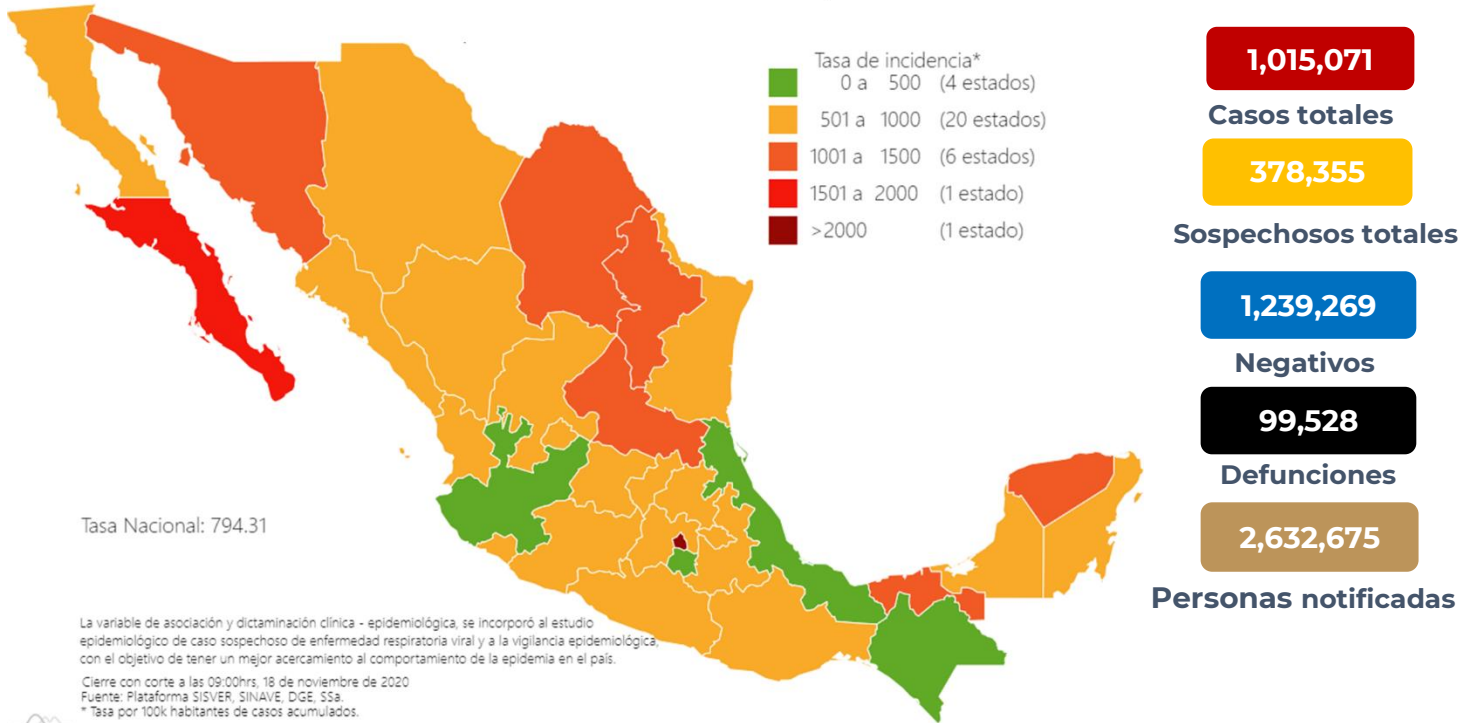 Tasa de incidencia*
0 a 500 (4 estados)
501 a 1000 (20 estados)
1001 a 1500 (6 estados)
1501 a 2000 (1 estado)
>2000 (1 estado)
1,015,071
Casos totales
378,355
Sospechosos totales
1,239,269
Negativos
99,528
Defunciones
2,632,675
Personas notificadas
Tasa Nacional: 794.31
La variable de asociación y dictaminación clínica - epidemiológica, se incorporó al estudio
epidemiológico de caso sospechoso de enfermedad respiratoria viral y a la vigilancia epidemiológica,
con el objetivo de tener un mejor acercamiento al comportamiento de la epidemia en el país.
Cierre con corte a las 09:00hrs, 18 de noviembre de 2020
Fuente: Plataforma SISVER, SINAVE, DGE, SSa.
* Tasa por 100k habitantes de casos acumulados.